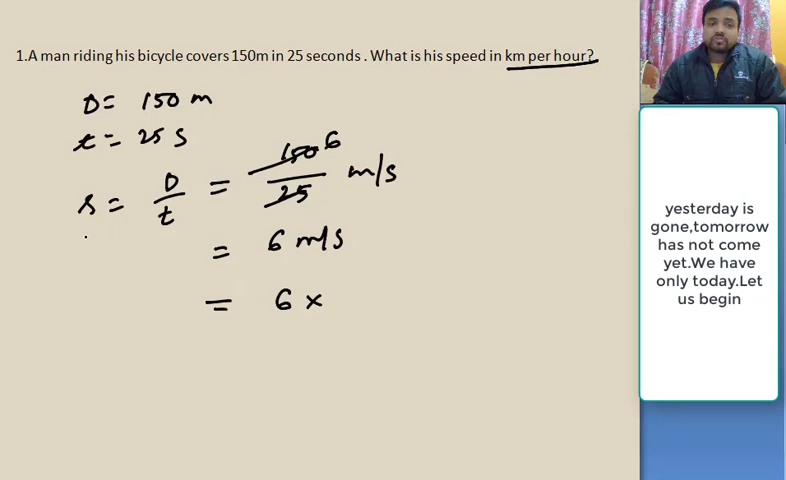 1.A man riding his bicycle covers 150m in 25 seconds . What is his speed in km per hour?
D= 150 m
t= 25 S
s = D/t = 150/25 6 m/s
= 6 m/s
= 6 x
yesterday is
gone,tomorrow
has not come
yet.We have
only today.Let
us begin